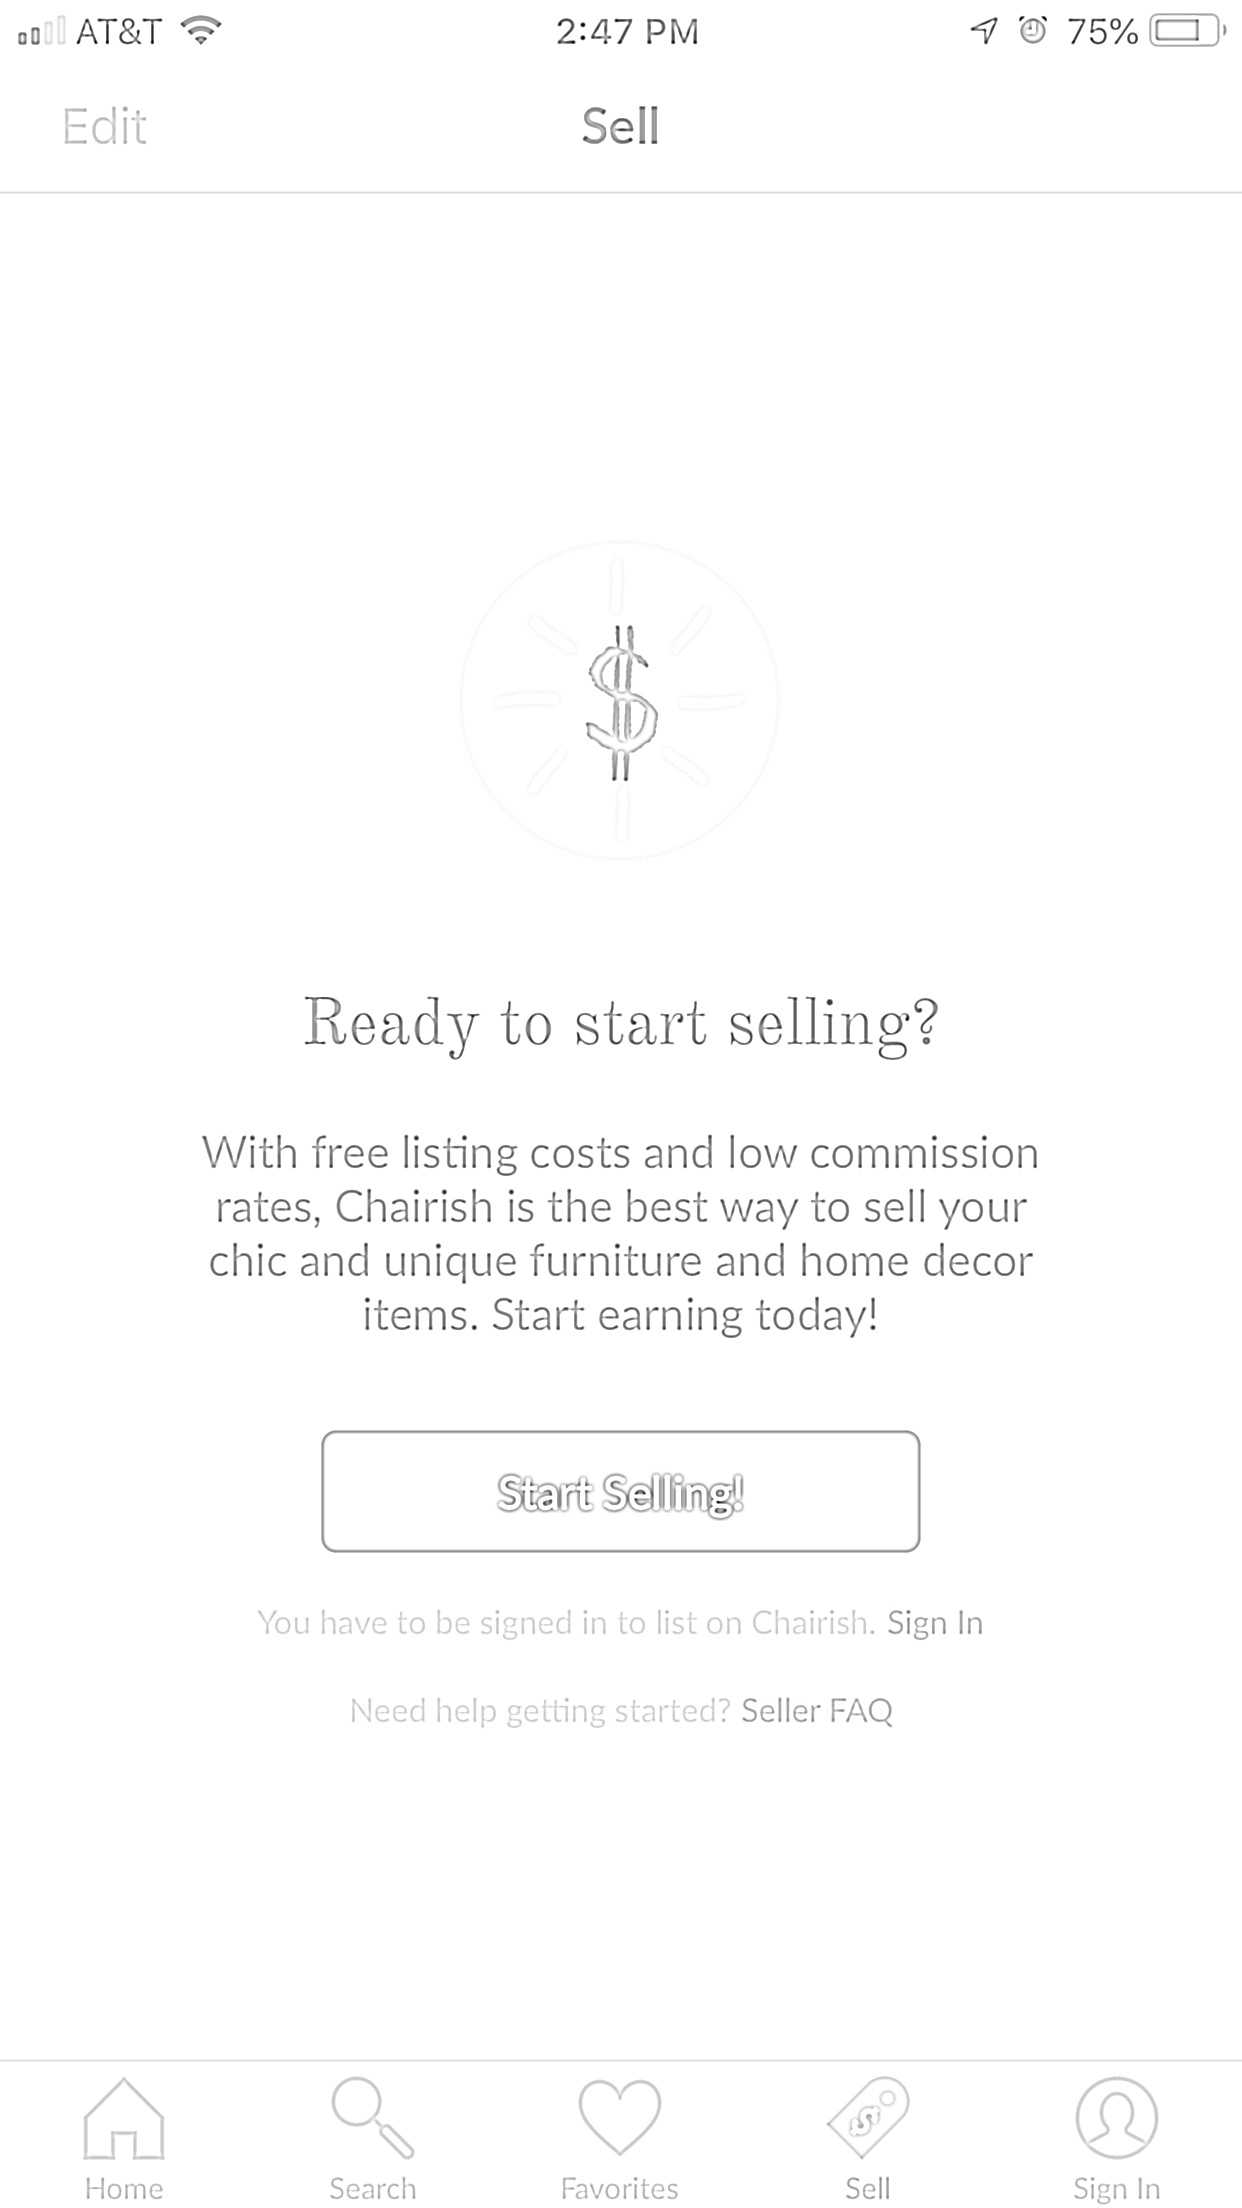 AT&T 2:47 PM 75%
Edit Sell
$
Ready to start selling?
With free listing costs and low commission
rates, Chairish is the best way to sell your
chic and unique furniture and home decor
items. Start earning today!
Start Selling!
You have to be signed in to list on Chairish. Sign In
Need help getting started? Seller FAQ
Home Search Favorites Sell Sign In